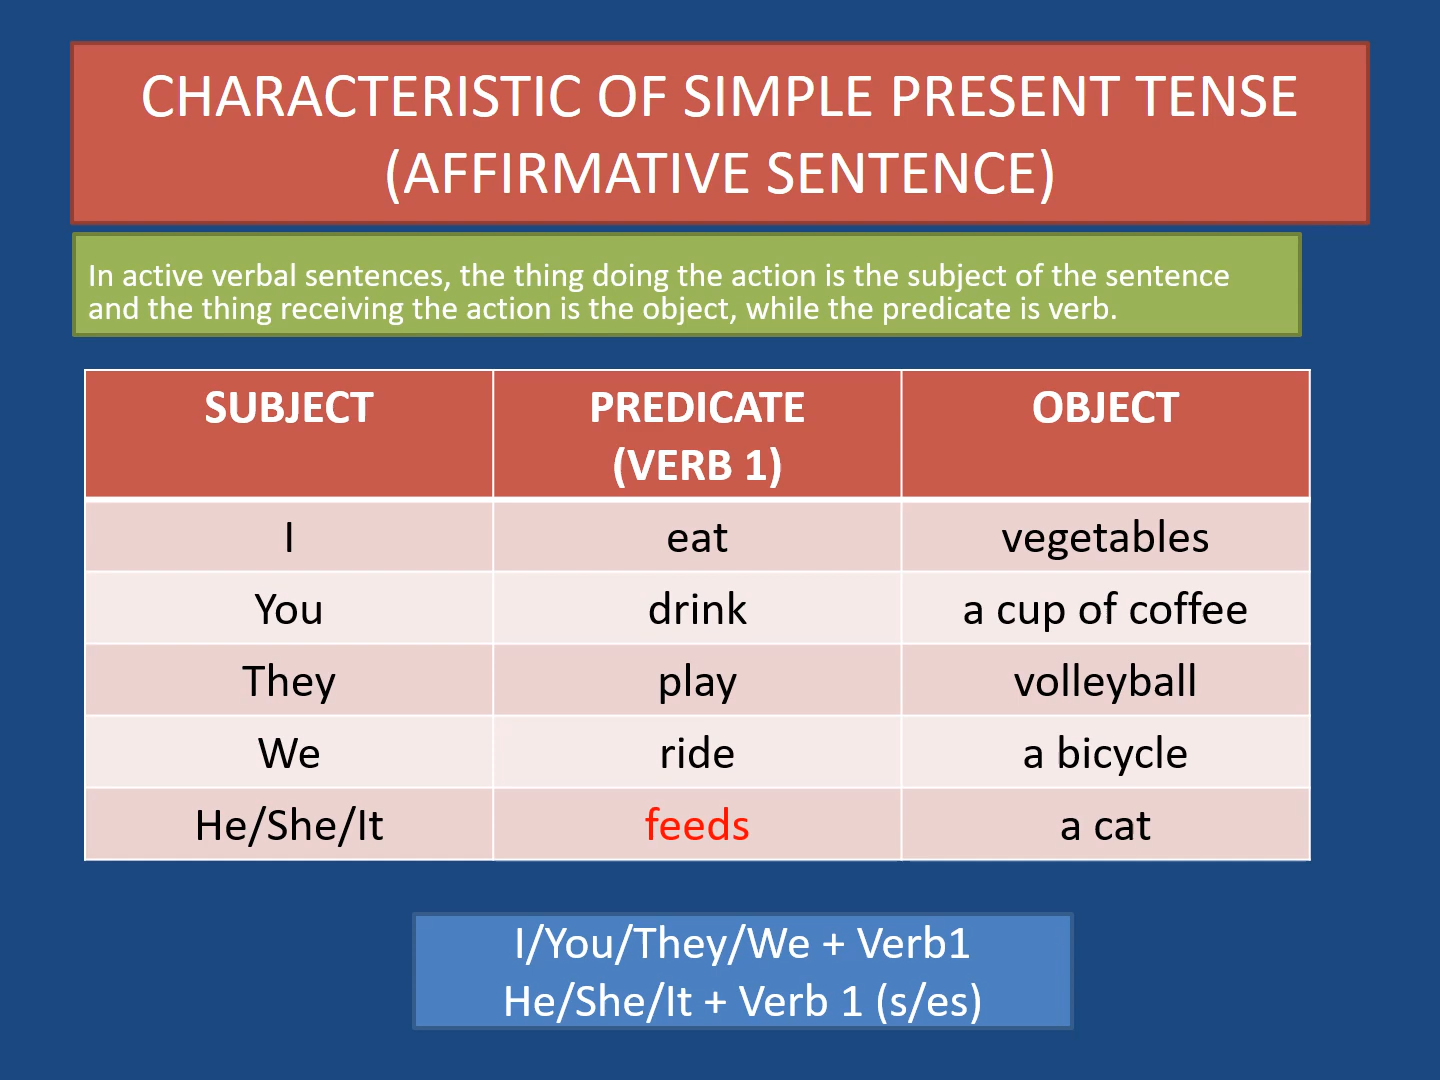 CHARACTERISTIC OF SIMPLE PRESENT TENSE
(AFFIRMATIVE SENTENCE)
In active verbal sentences, the thing doing the action is the subject of the sentence
and the thing receiving the action is the object, while the predicate is verb.
SUBJECT PREDICATE OBJECT
(VERB 1)
I eat vegetables
You drink a cup of coffee
They play volleyball
We ride a bicycle
He/She/It feeds a cat
I/You/They/We + Verb1
He/She/It + Verb 1 (s/es)